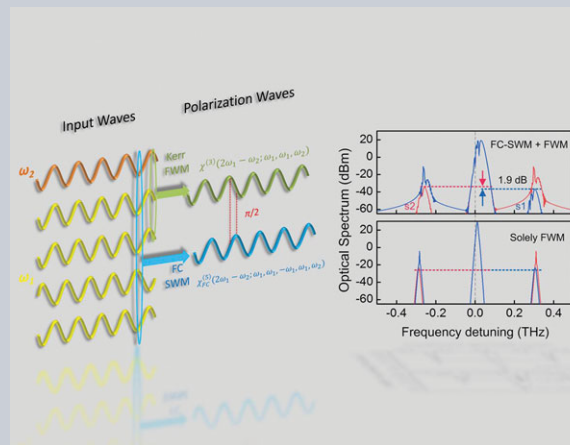 Input Waves
Polarization Waves
ω₂
ω₁
Kerr
FWM
χ⁽³⁾(2ω₁ − ω₂; ω₁, ω₁, ω₂)
π/2
FC
SWM
χ_FC⁽⁵⁾(2ω₁ − ω₂; ω₁, ω₁, −ω₁, ω₁, ω₂)
Optical Spectrum (dBm)
20
0
-20
-40
-60
FC-SWM + FWM
1.9 dB
s2
s1
20
0
-20
-40
-60
Solely FWM
-0.4
-0.2
0.0
0.2
0.4
Frequency detuning (THz)